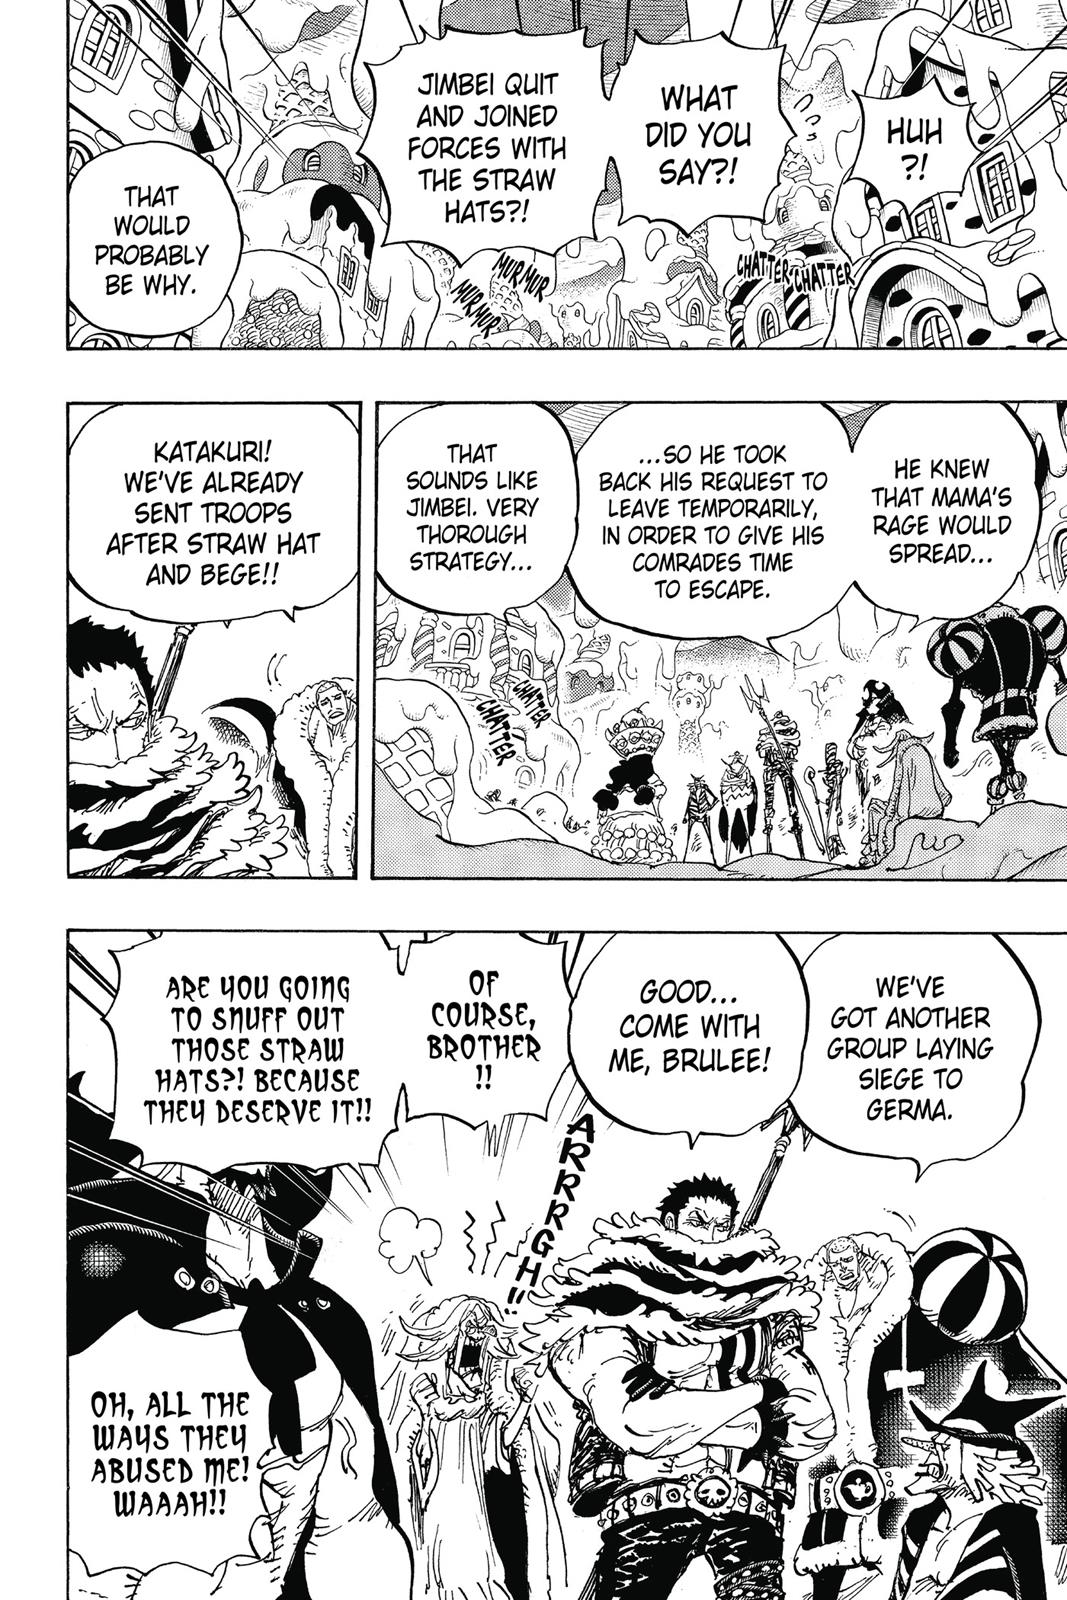 HUH
?!
WHAT
DID YOU
SAY?!
JIMBEI QUIT
AND JOINED
FORCES WITH
THE STRAW
HATS?!
THAT
WOULD
PROBABLY
BE WHY.
CHATTER
CHATTER
MURMUR
MURMUR
HE KNEW
THAT MAMA'S
RAGE WOULD
SPREAD...
...SO HE TOOK
BACK HIS REQUEST TO
LEAVE TEMPORARILY,
IN ORDER TO GIVE HIS
COMRADES TIME
TO ESCAPE.
THAT
SOUNDS LIKE
JIMBEI. VERY
THOROUGH
STRATEGY...
CHATTER
CHATTER
KATAKURI!
WE'VE ALREADY
SENT TROOPS
AFTER STRAW HAT
AND BEGE!!
WE'VE
GOT ANOTHER
GROUP LAYING
SIEGE TO
GERMA.
GOOD...
COME WITH
ME, BRULEE!
OF
COURSE,
BROTHER
!!
ARE YOU GOING
TO SNUFF OUT
THOSE STRAW
HATS?! BECAUSE
THEY DESERVE IT!!
ARRRGH!!
OH, ALL THE
WAYS THEY
ABUSED ME!
WAAAH!!